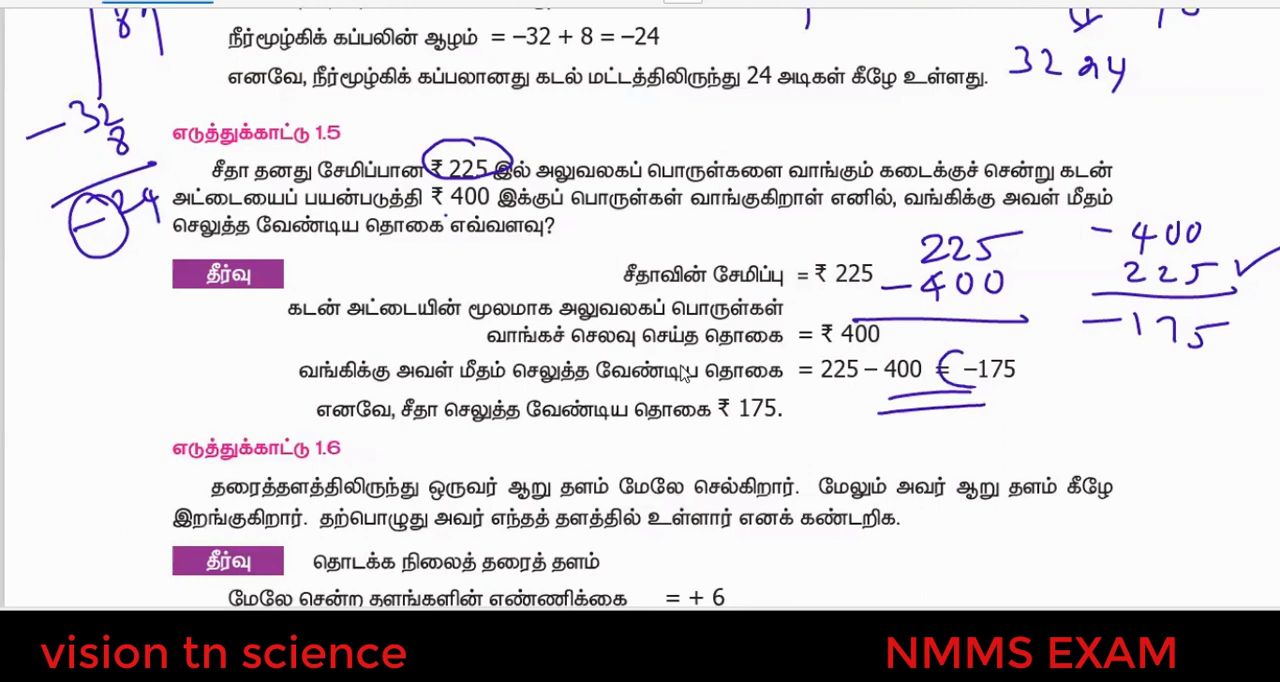 87
நீர்மூழ்கிக் கப்பலின் ஆழம் = –32 + 8 = –24
எனவே, நீர்மூழ்கிக் கப்பலானது கடல் மட்டத்திலிருந்து 24 அடிகள் கீழே உள்ளது. 32 24
–32
8
–24
எடுத்துக்காட்டு 1.5
சீதா தனது சேமிப்பான ₹ 225 இல் அலுவலகப் பொருள்களை வாங்கும் கடைக்குச் சென்று கடன்
அட்டையைப் பயன்படுத்தி ₹ 400 இக்குப் பொருள்கள் வாங்குகிறாள் எனில், வங்கிக்கு அவள் மீதம்
செலுத்த வேண்டிய தொகை எவ்வளவு?
தீர்வு
சீதாவின் சேமிப்பு = ₹ 225
கடன் அட்டையின் மூலமாக அலுவலகப் பொருள்கள்
வாங்கச் செலவு செய்த தொகை = ₹ 400
வங்கிக்கு அவள் மீதம் செலுத்த வேண்டிய தொகை = 225 – 400 = –175
எனவே, சீதா செலுத்த வேண்டிய தொகை ₹ 175.
225
–400
–400
225
–175
எடுத்துக்காட்டு 1.6
தரைத்தளத்திலிருந்து ஒருவர் ஆறு தளம் மேலே செல்கிறார். மேலும் அவர் ஆறு தளம் கீழே
இறங்குகிறார். தற்பொழுது அவர் எந்தத் தளத்தில் உள்ளார் எனக் கண்டறிக.
தீர்வு தொடக்க நிலைத் தரைத் தளம்
மேலே சென்ற தளங்களின் எண்ணிக்கை = + 6
vision tn science NMMS EXAM